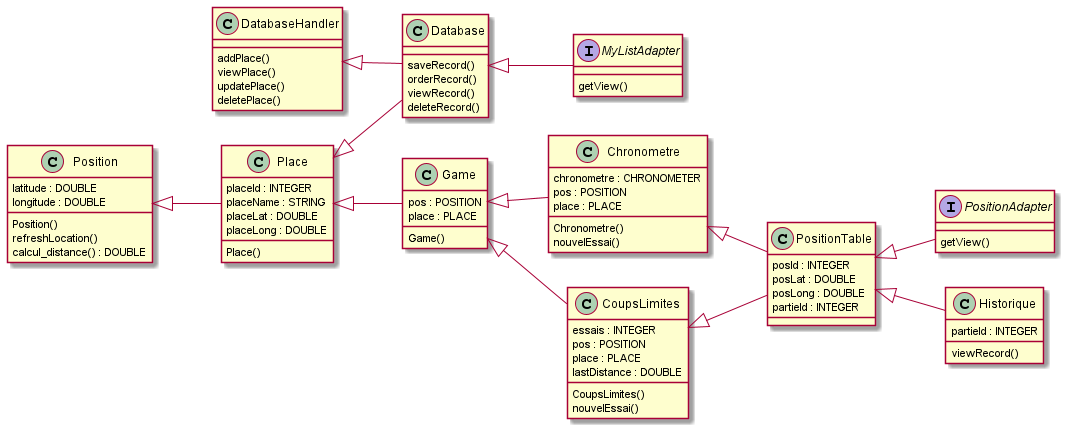 C DatabaseHandler
addPlace()
viewPlace()
updatePlace()
deletePlace()
C Database
saveRecord()
orderRecord()
viewRecord()
deleteRecord()
I MyListAdapter
getView()
C Position
latitude : DOUBLE
longitude : DOUBLE
Position()
refreshLocation()
calcul_distance() : DOUBLE
C Place
placeId : INTEGER
placeName : STRING
placeLat : DOUBLE
placeLong : DOUBLE
Place()
C Game
pos : POSITION
place : PLACE
Game()
C Chronometre
chronometre : CHRONOMETER
pos : POSITION
place : PLACE
Chronometre()
nouvelEssai()
C CoupsLimites
essais : INTEGER
pos : POSITION
place : PLACE
lastDistance : DOUBLE
CoupsLimites()
nouvelEssai()
C PositionTable
posId : INTEGER
posLat : DOUBLE
posLong : DOUBLE
partieId : INTEGER
I PositionAdapter
getView()
C Historique
partieId : INTEGER
viewRecord()